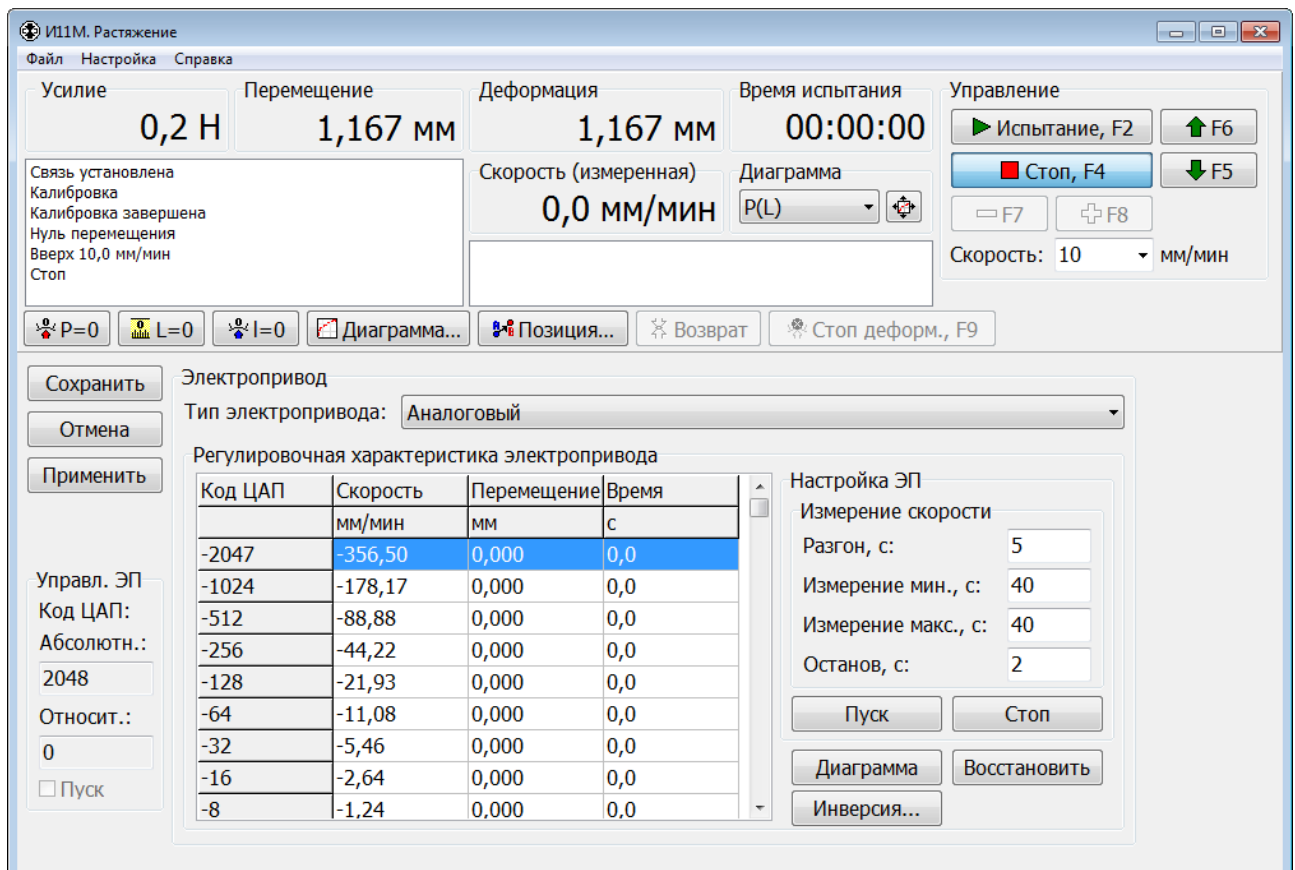 И11М. Растяжение
Файл Настройка Справка
Усилие Перемещение Деформация Время испытания Управление
0,2 Н 1,167 мм 1,167 мм 00:00:00 Испытание, F2 F6
Связь установлена
Калибровка
Калибровка завершена
Нуль перемещения
Вверх 10,0 мм/мин
Стоп
Скорость (измеренная) Диаграмма Стоп, F4 F5
0,0 мм/мин P(L) F7 F8
Скорость: 10 мм/мин
P=0 L=0 l=0 Диаграмма... Позиция... Возврат Стоп деформ., F9
Сохранить
Отмена
Применить
Управл. ЭП
Код ЦАП:
Абсолютн.:
2048
Относит.:
0
Пуск
Электропривод
Тип электропривода: Аналоговый
Регулировочная характеристика электропривода
Код ЦАП Скорость Перемещение Время
мм/мин мм с
-2047 -356,50 0,000 0,0
-1024 -178,17 0,000 0,0
-512 -88,88 0,000 0,0
-256 -44,22 0,000 0,0
-128 -21,93 0,000 0,0
-64 -11,08 0,000 0,0
-32 -5,46 0,000 0,0
-16 -2,64 0,000 0,0
-8 -1,24 0,000 0,0
Настройка ЭП
Измерение скорости
Разгон, с: 5
Измерение мин., с: 40
Измерение макс., с: 40
Останов, с: 2
Пуск Стоп
Диаграмма Восстановить
Инверсия...